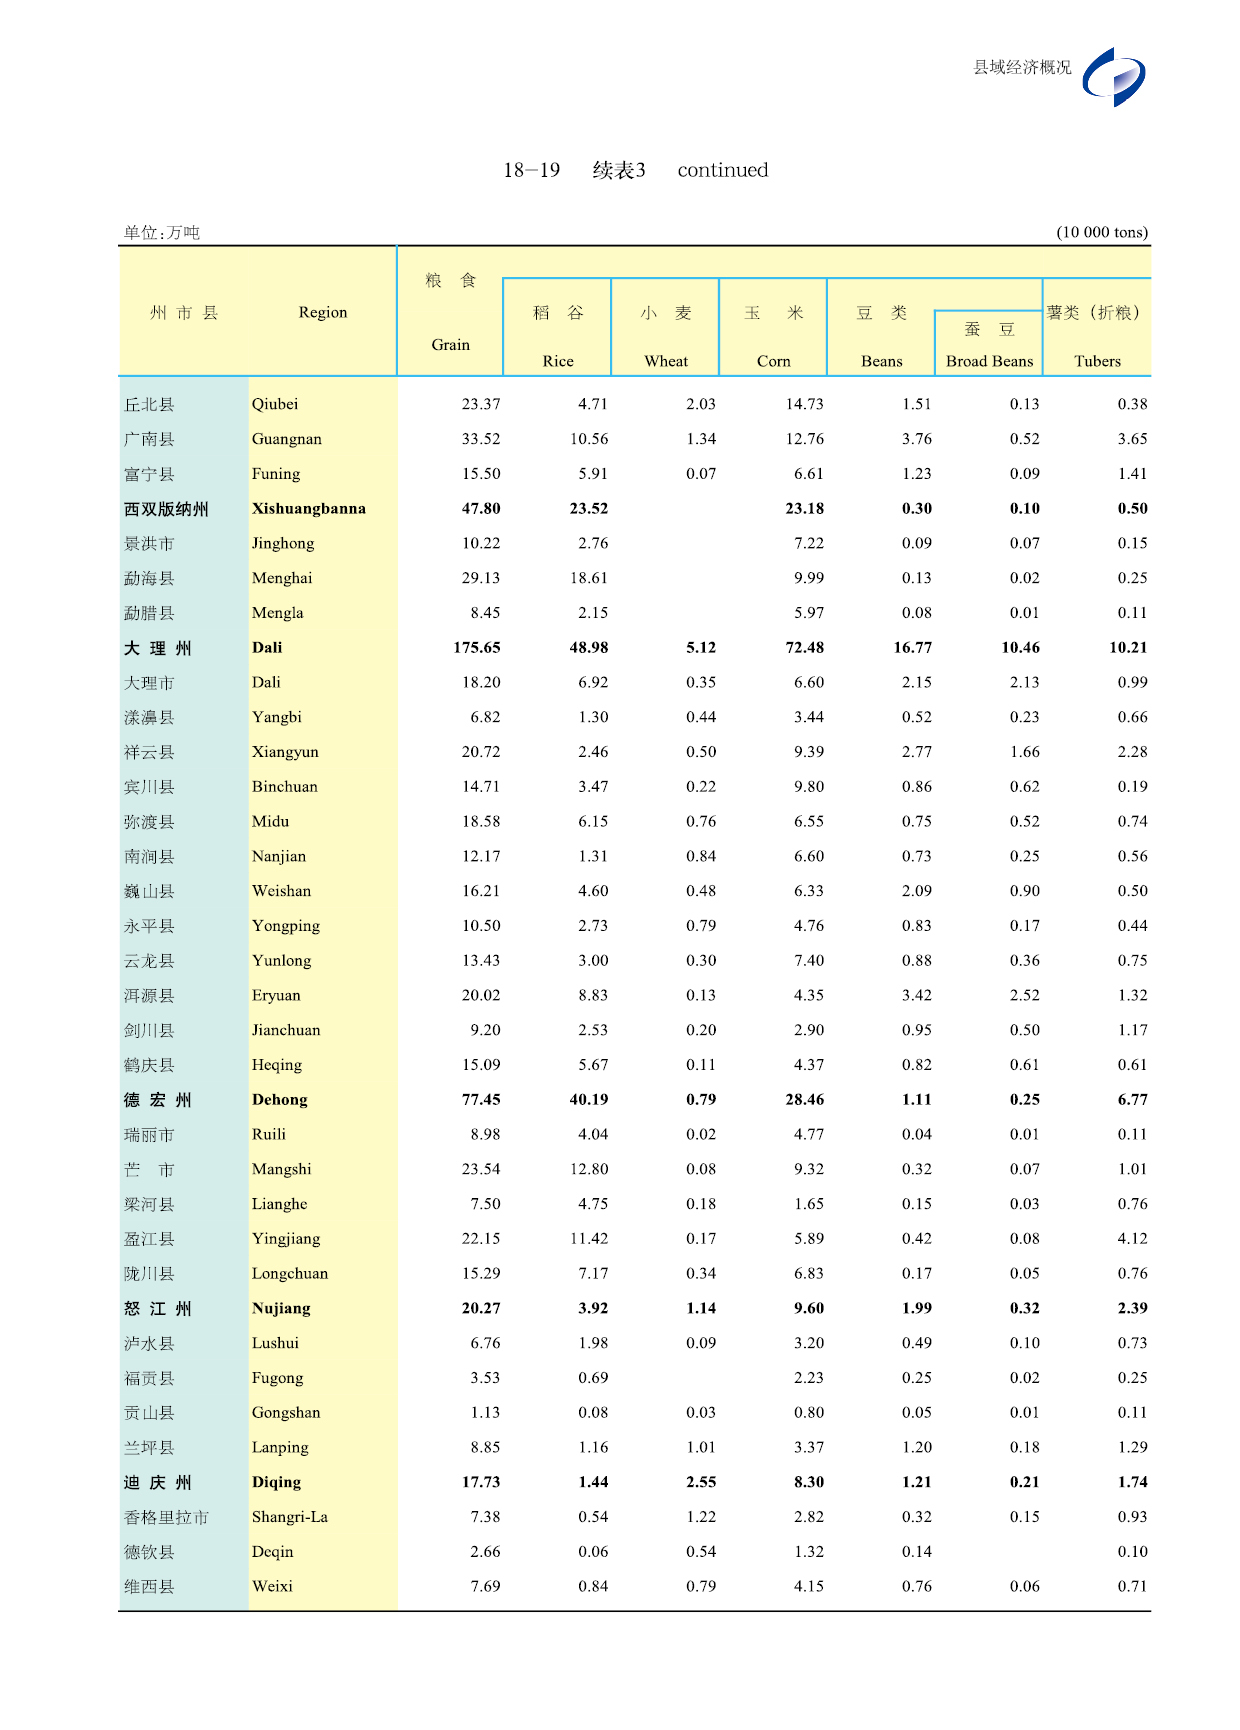 县域经济概况
18—19 续表3 continued
单位:万吨 (10 000 tons)
粮 食
州 市 县 Region 稻 谷 小 麦 玉 米 豆 类 薯类（折粮）
蚕 豆
Grain
Rice Wheat Corn Beans Broad Beans Tubers
丘北县 Qiubei 23.37 4.71 2.03 14.73 1.51 0.13 0.38
广南县 Guangnan 33.52 10.56 1.34 12.76 3.76 0.52 3.65
富宁县 Funing 15.50 5.91 0.07 6.61 1.23 0.09 1.41
西双版纳州 Xishuangbanna 47.80 23.52 23.18 0.30 0.10 0.50
景洪市 Jinghong 10.22 2.76 7.22 0.09 0.07 0.15
勐海县 Menghai 29.13 18.61 9.99 0.13 0.02 0.25
勐腊县 Mengla 8.45 2.15 5.97 0.08 0.01 0.11
大 理 州 Dali 175.65 48.98 5.12 72.48 16.77 10.46 10.21
大理市 Dali 18.20 6.92 0.35 6.60 2.15 2.13 0.99
漾濞县 Yangbi 6.82 1.30 0.44 3.44 0.52 0.23 0.66
祥云县 Xiangyun 20.72 2.46 0.50 9.39 2.77 1.66 2.28
宾川县 Binchuan 14.71 3.47 0.22 9.80 0.86 0.62 0.19
弥渡县 Midu 18.58 6.15 0.76 6.55 0.75 0.52 0.74
南涧县 Nanjian 12.17 1.31 0.84 6.60 0.73 0.25 0.56
巍山县 Weishan 16.21 4.60 0.48 6.33 2.09 0.90 0.50
永平县 Yongping 10.50 2.73 0.79 4.76 0.83 0.17 0.44
云龙县 Yunlong 13.43 3.00 0.30 7.40 0.88 0.36 0.75
洱源县 Eryuan 20.02 8.83 0.13 4.35 3.42 2.52 1.32
剑川县 Jianchuan 9.20 2.53 0.20 2.90 0.95 0.50 1.17
鹤庆县 Heqing 15.09 5.67 0.11 4.37 0.82 0.61 0.61
德 宏 州 Dehong 77.45 40.19 0.79 28.46 1.11 0.25 6.77
瑞丽市 Ruili 8.98 4.04 0.02 4.77 0.04 0.01 0.11
芒 市 Mangshi 23.54 12.80 0.08 9.32 0.32 0.07 1.01
梁河县 Lianghe 7.50 4.75 0.18 1.65 0.15 0.03 0.76
盈江县 Yingjiang 22.15 11.42 0.17 5.89 0.42 0.08 4.12
陇川县 Longchuan 15.29 7.17 0.34 6.83 0.17 0.05 0.76
怒 江 州 Nujiang 20.27 3.92 1.14 9.60 1.99 0.32 2.39
泸水县 Lushui 6.76 1.98 0.09 3.20 0.49 0.10 0.73
福贡县 Fugong 3.53 0.69 2.23 0.25 0.02 0.25
贡山县 Gongshan 1.13 0.08 0.03 0.80 0.05 0.01 0.11
兰坪县 Lanping 8.85 1.16 1.01 3.37 1.20 0.18 1.29
迪 庆 州 Diqing 17.73 1.44 2.55 8.30 1.21 0.21 1.74
香格里拉市 Shangri-La 7.38 0.54 1.22 2.82 0.32 0.15 0.93
德钦县 Deqin 2.66 0.06 0.54 1.32 0.14 0.10
维西县 Weixi 7.69 0.84 0.79 4.15 0.76 0.06 0.71